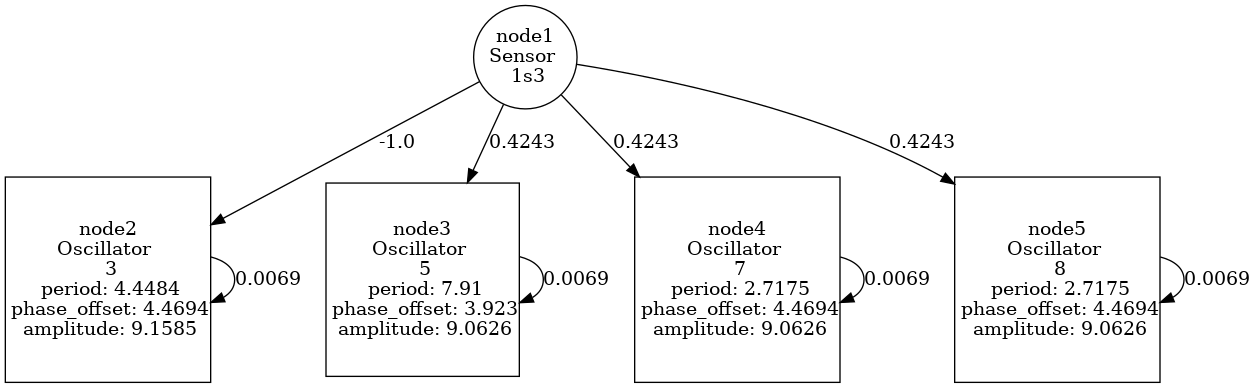 node1
Sensor
1s3
-1.0
0.4243
0.4243
0.4243
node2
Oscillator
3
period: 4.4484
phase_offset: 4.4694
amplitude: 9.1585
0.0069
node3
Oscillator
5
period: 7.91
phase_offset: 3.923
amplitude: 9.0626
0.0069
node4
Oscillator
7
period: 2.7175
phase_offset: 4.4694
amplitude: 9.0626
0.0069
node5
Oscillator
8
period: 2.7175
phase_offset: 4.4694
amplitude: 9.0626
0.0069